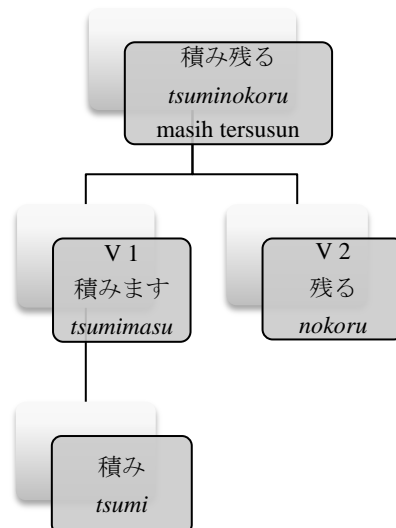 積み残る
tsuminokoru
masih tersusun
V 1
積みます
tsumimasu
V 2
残る
nokoru
積み
tsumi